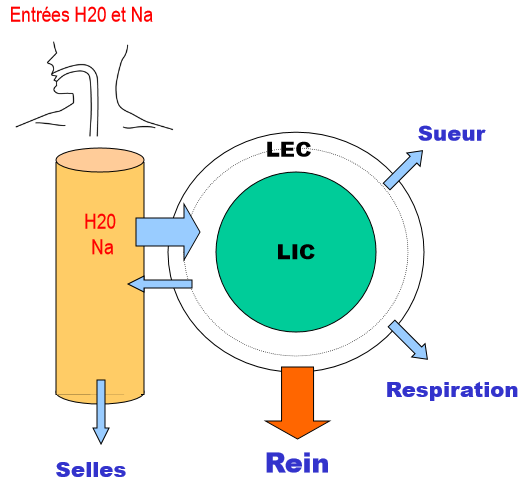 Entrées H20 et Na
Sueur
LEC
H20
Na
LIC
Respiration
Rein
Selles